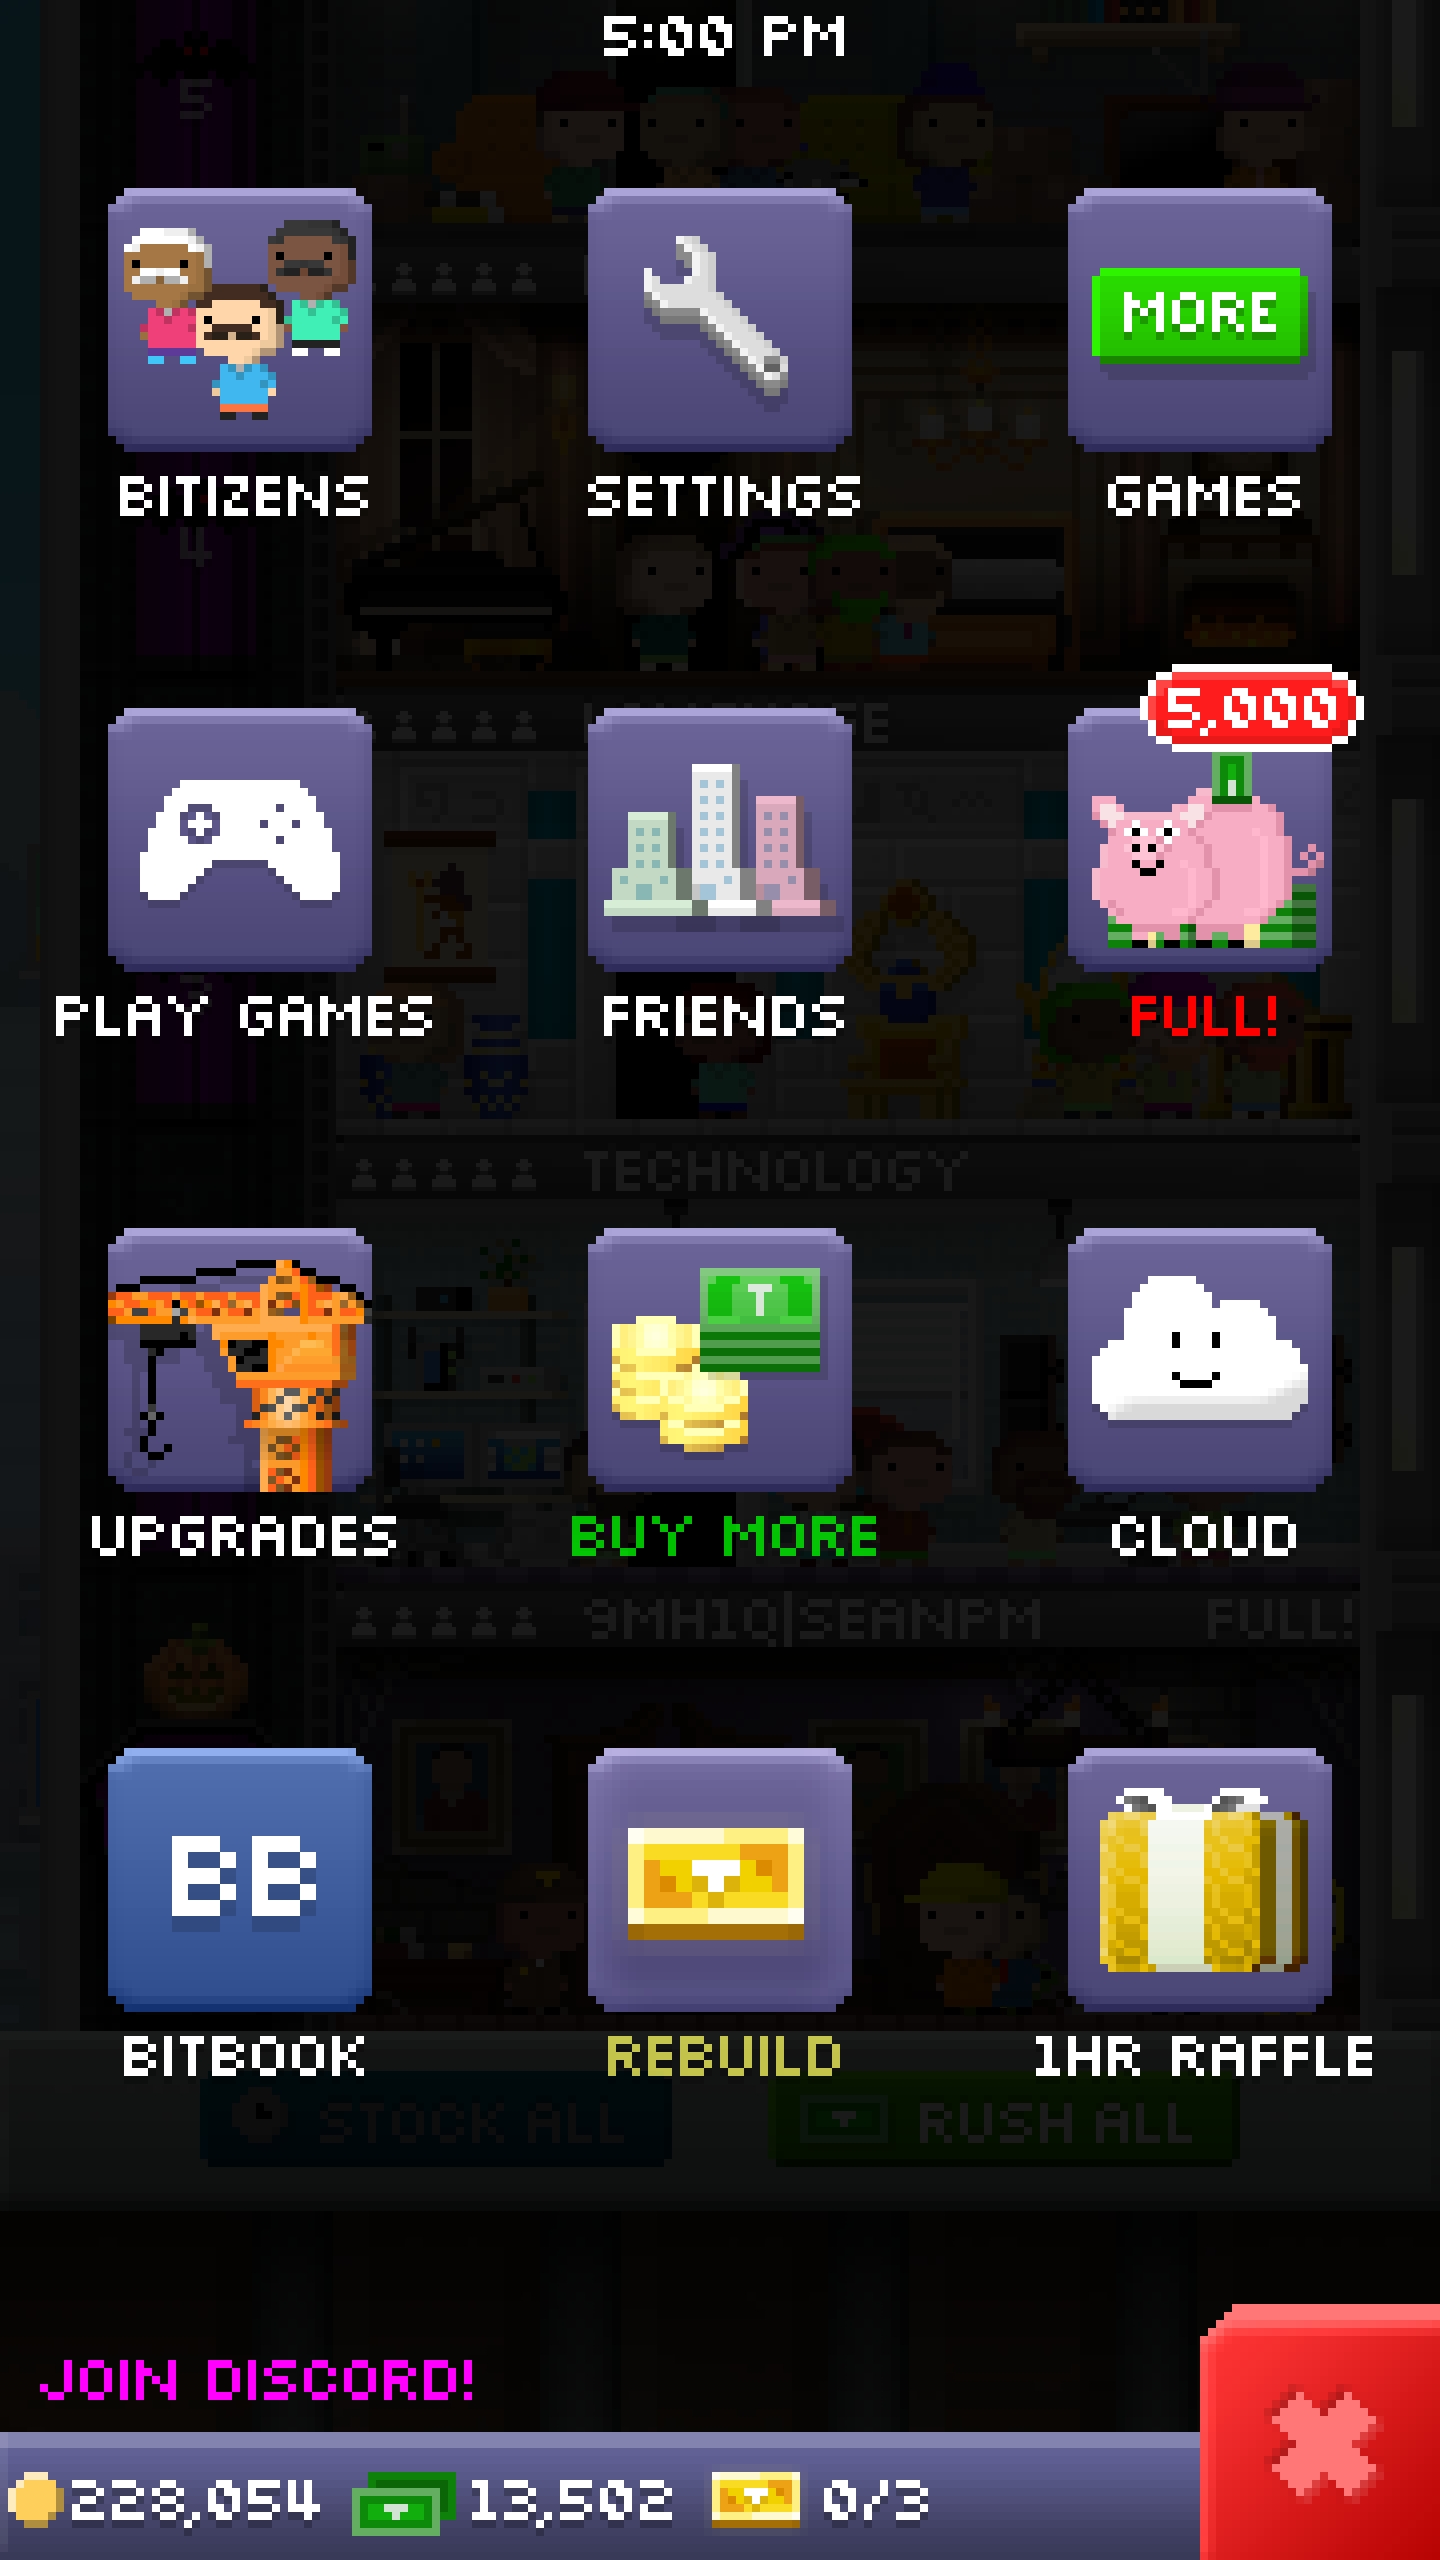 5:00 PM
5
BITIZENS
SETTINGS
MORE
GAMES
4
5,000
PLAY GAMES
FRIENDS
FULL!
TECHNOLOGY
UPGRADES
T
BUY MORE
CLOUD
9MH1Q|SEANPM FULL!
BB
BITBOOK
REBUILD
1HR RAFFLE
STOCK ALL
RUSH ALL
JOIN DISCORD!
228,054 13,502 0/3